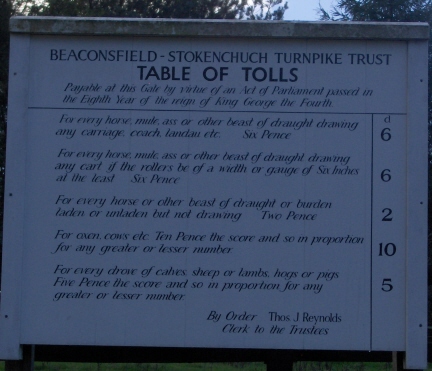 BEACONSFIELD - STOKENCHUCH TURNPIKE TRUST
TABLE OF TOLLS
Payable at this Gate by virtue of an Act of Parliament passed in
the Eighth Year of the reign of King George the Fourth.
d
For every horse, mule, ass or other beast of draught drawing
any carriage, coach, landau etc. Six Pence 6
For every horse, mule, ass or other beast of draught drawing
any cart if the rollers be of a width or gauge of Six Inches
at the least Six Pence 6
For every horse or other beast of draught or burden
laden or unladen but not drawing Two Pence 2
For oxen, cows etc. Ten Pence the score and so in proportion
for any greater or lesser number. 10
For every drove of calves, sheep or lambs, hogs or pigs
Five Pence the score and so in proportion for any
greater or lesser number. 5
By Order Thos. J. Reynolds
Clerk to the Trustees